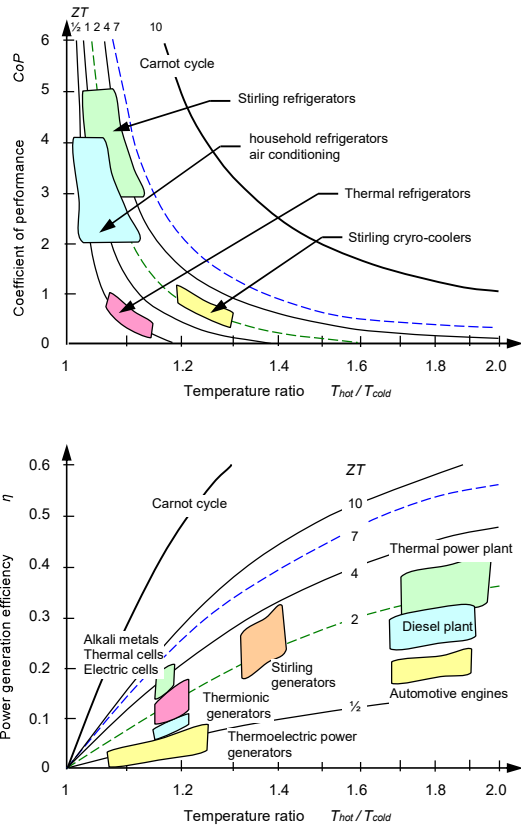 ZT
½ 1 2 4 7 10
6
CoP
Carnot cycle
5
Stirling refrigerators
4
household refrigerators
air conditioning
Coefficient of performance
3
Thermal refrigerators
2
Stirling cryro-coolers
1
0
1 1.2 1.4 1.6 1.8 2.0
Temperature ratio Thot / Tcold
0.6
η
ZT
Carnot cycle
10
0.5
7
Thermal power plant
0.4
4
Power generation efficiency
0.3
2
Diesel plant
Alkali metals
Thermal cells
Electric cells
0.2
Stirling
generators
Automotive engines
Thermionic
generators
½
0.1
Thermoelectric power
generators
0
1 1.2 1.4 1.6 1.8 2.0
Temperature ratio Thot / Tcold